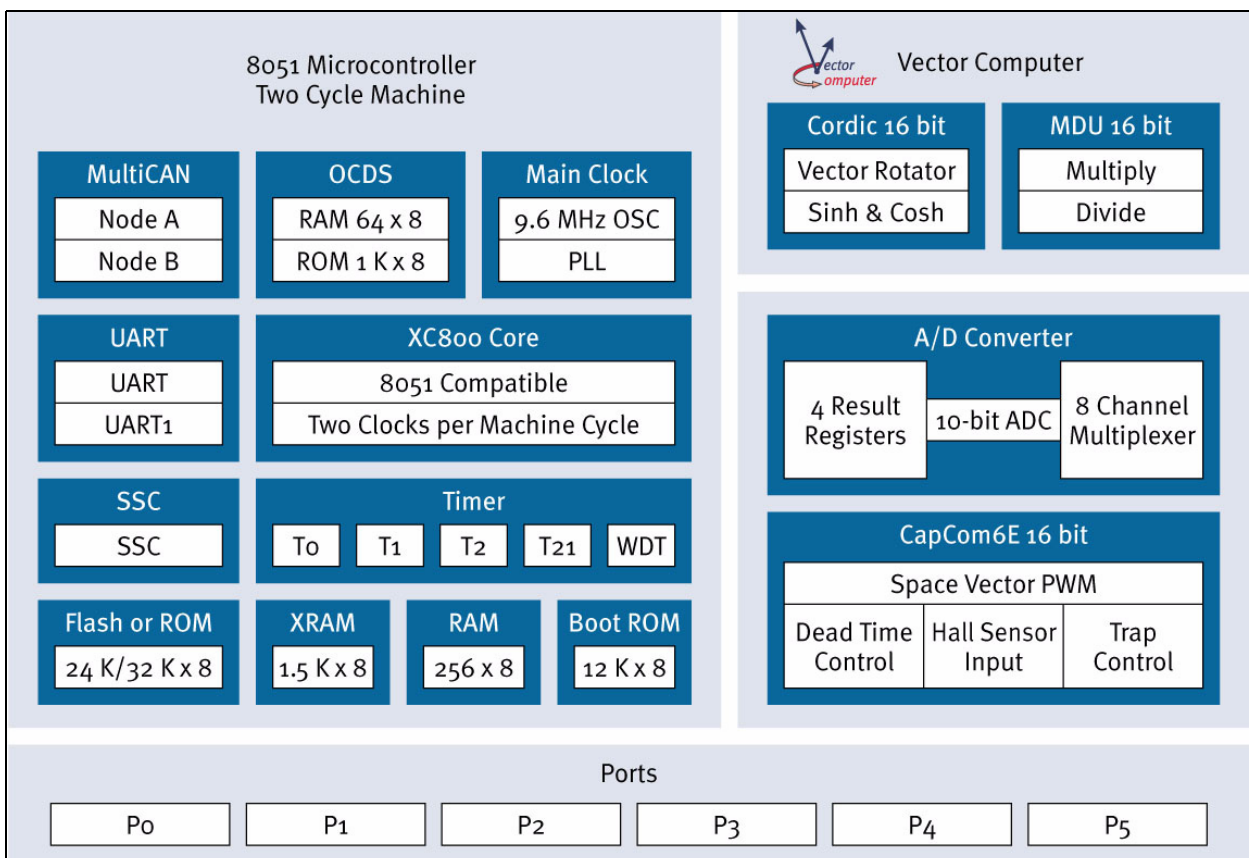 8051 Microcontroller
Two Cycle Machine
MultiCAN
Node A
Node B
OCDS
RAM 64 x 8
ROM 1 K x 8
Main Clock
9.6 MHz OSC
PLL
UART
UART
UART1
XC800 Core
8051 Compatible
Two Clocks per Machine Cycle
SSC
SSC
Timer
T0
T1
T2
T21
WDT
Flash or ROM
24 K/32 K x 8
XRAM
1.5 K x 8
RAM
256 x 8
Boot ROM
12 K x 8
Vector
Computer
Vector Computer
Cordic 16 bit
Vector Rotator
Sinh & Cosh
MDU 16 bit
Multiply
Divide
A/D Converter
4 Result
Registers
10-bit ADC
8 Channel
Multiplexer
CapCom6E 16 bit
Space Vector PWM
Dead Time
Control
Hall Sensor
Input
Trap
Control
Ports
P0
P1
P2
P3
P4
P5